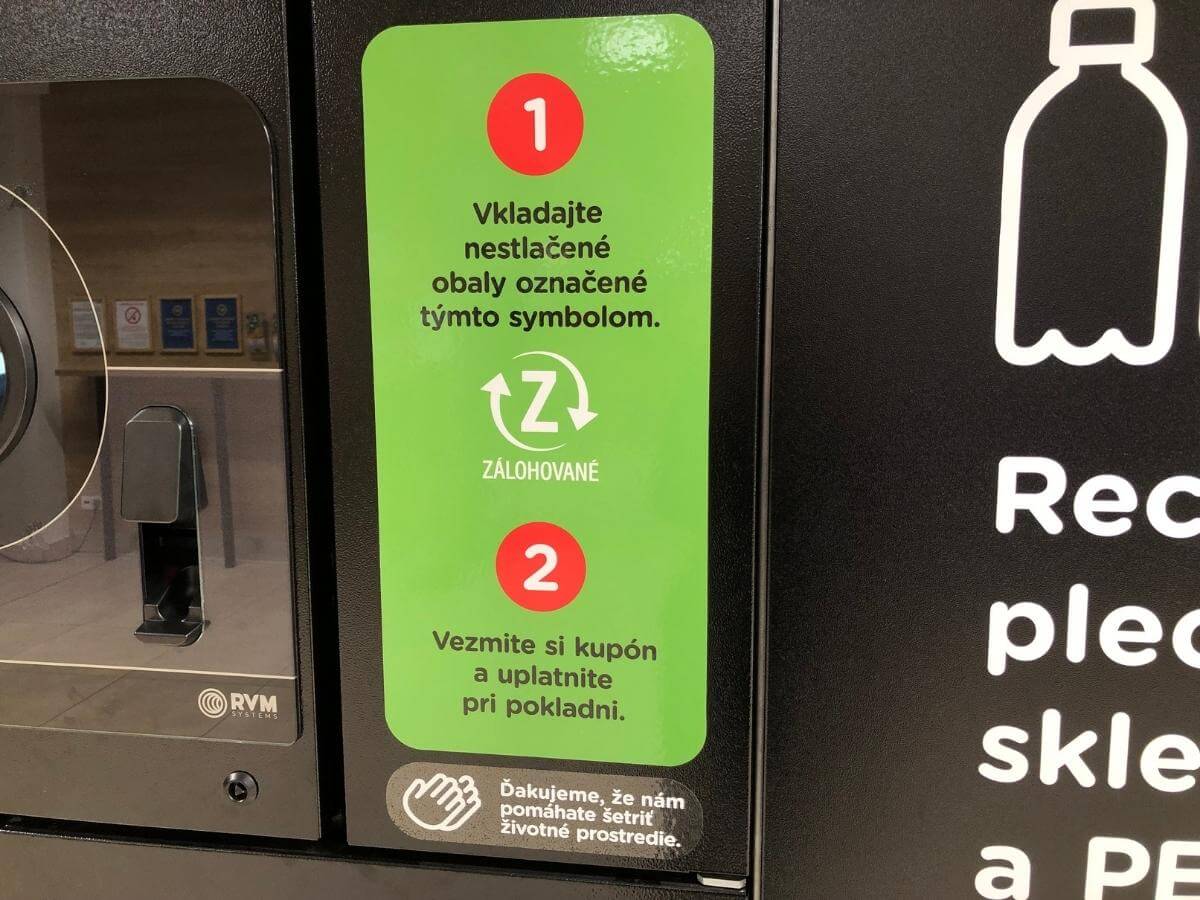 1
Vkladajte
nestlačené
obaly označené
týmto symbolom.
Z
ZÁLOHOVANÉ
2
Vezmite si kupón
a uplatnite
pri pokladni.
Ďakujeme, že nám
pomáhate šetriť
životné prostredie.
RVM
SYSTEMS
Rec
plec
skle
a PE